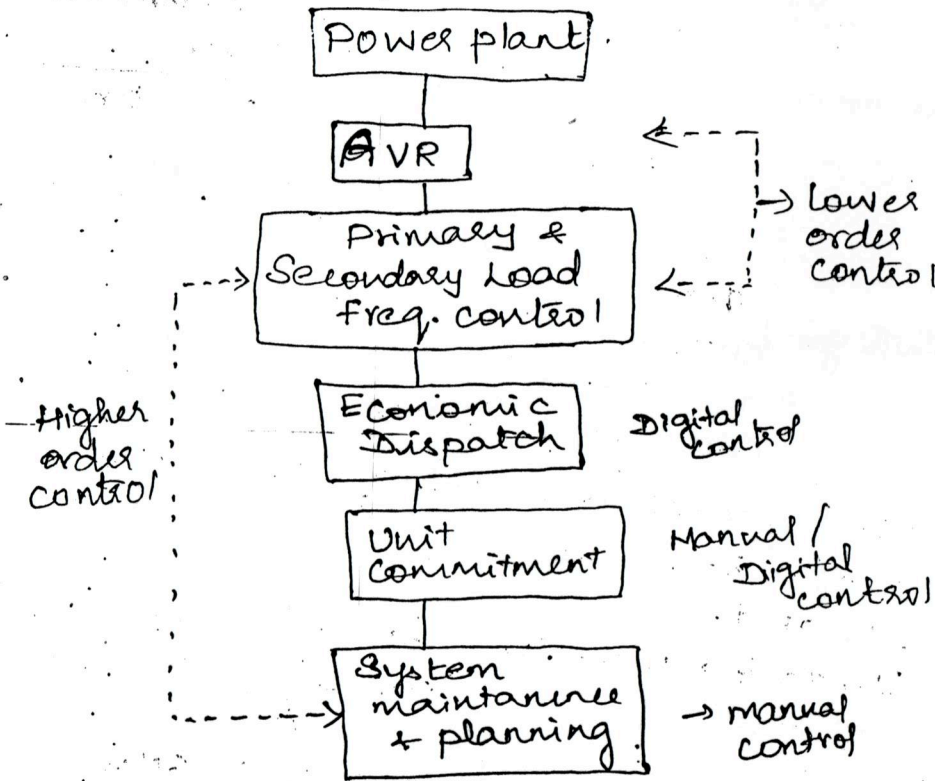 Power plant
AVR
Primary &
Secondary Load
freq. control
Lower
order
control
Economic
Dispatch
Digital
control
Higher
order
control
Unit
Commitment
Manual /
Digital
control
System
maintanence
& planning
→ manual
control